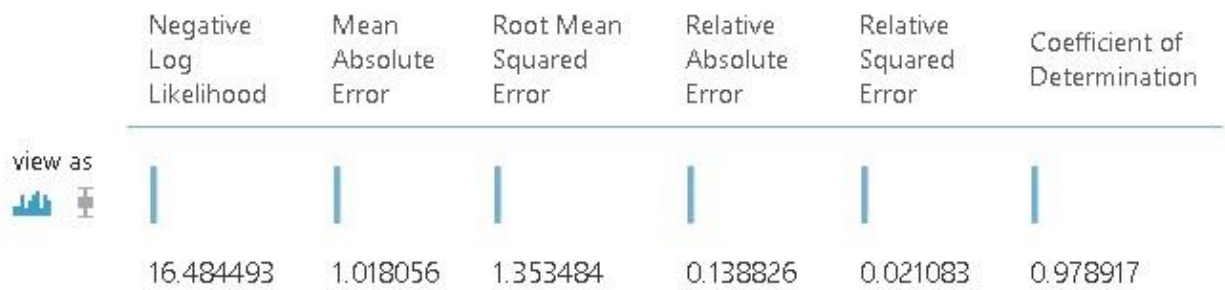 Negative
Log
Likelihood
Mean
Absolute
Error
Root Mean
Squared
Error
Relative
Absolute
Error
Relative
Squared
Error
Coefficient of
Determination
view as
16.484493 1.018056 1.353484 0.138826 0.021083 0.978917